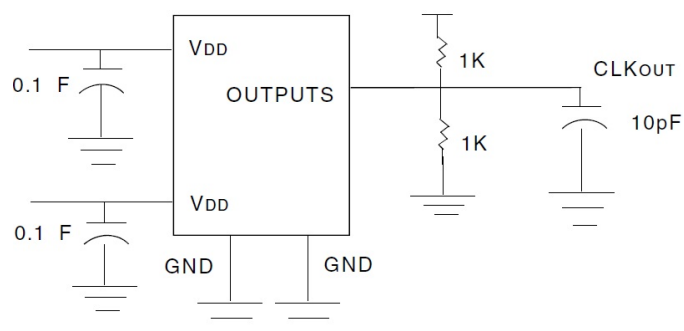 VDD
0.1 F
1K
CLKOUT
OUTPUTS
10pF
1K
VDD
0.1 F
GND
GND